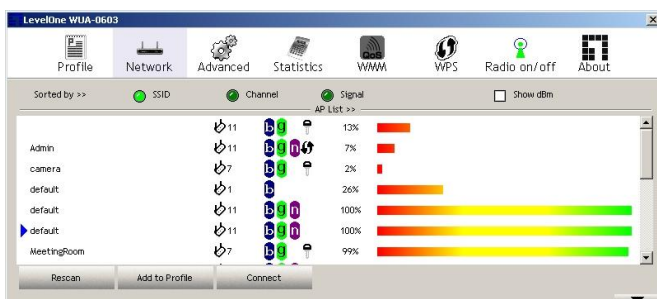 LevelOne WUA-0603
Profile Network Advanced Statistics QoS WMM WPS Radio on/off About
Sorted by >> SSID Channel Signal Show dBm
AP List >>
11 b g 13%
Admin 11 b g n 7%
camera 7 b g 2%
default 1 b 26%
default 11 b g n 100%
default 11 b g n 100%
MeetingRoom 7 b g 99%
Rescan Add to Profile Connect